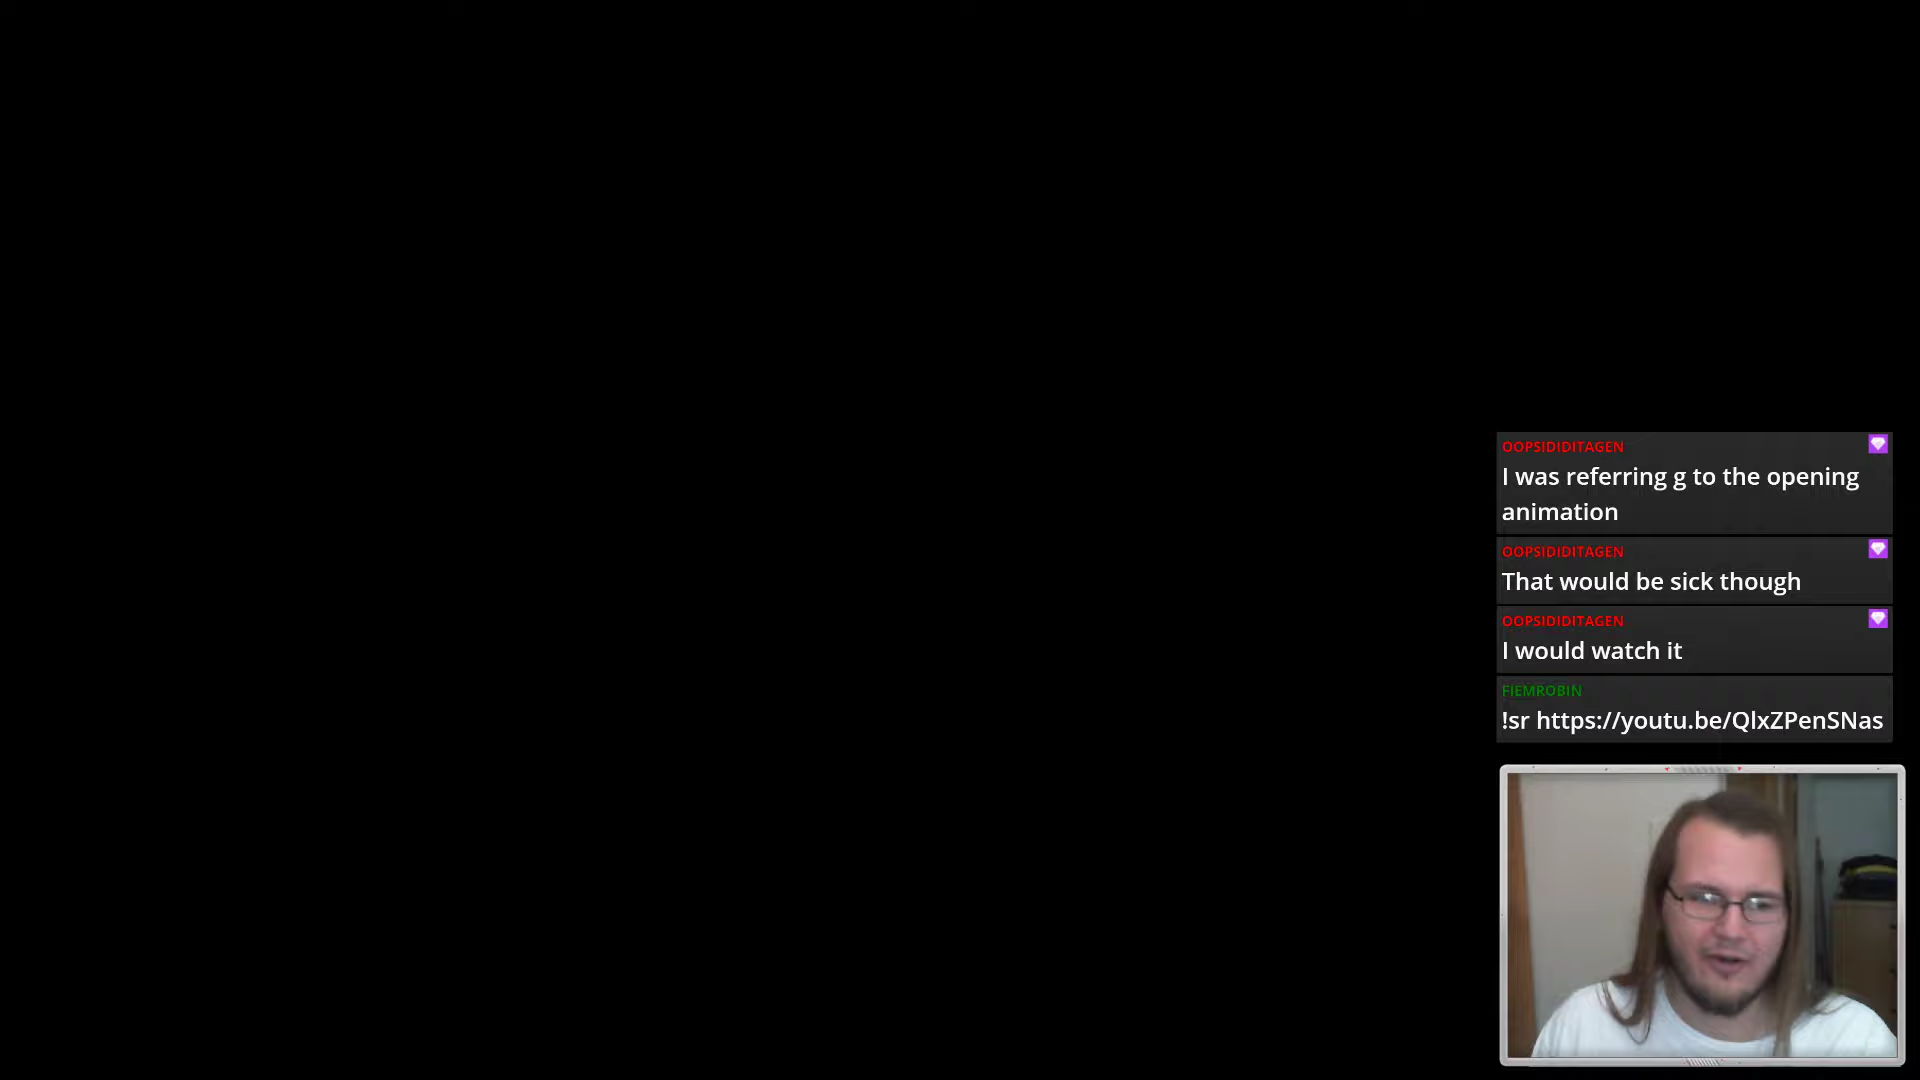 OOPSIDIDITAGEN
I was referring g to the opening
animation
OOPSIDIDITAGEN
That would be sick though
OOPSIDIDITAGEN
I would watch it
FIEMROBIN
!sr https://youtu.be/QlxZPenSNas